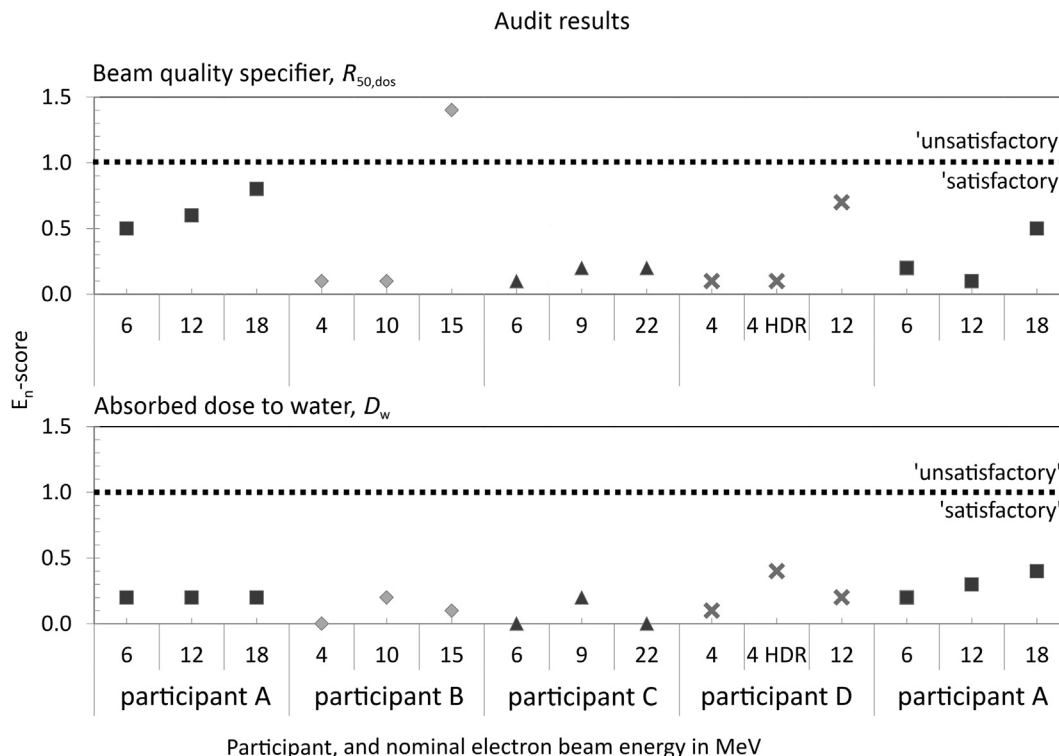 Audit results
Beam quality specifier, R50,dos
1.5
'unsatisfactory
1.0
'satisfactory
0.5
0.0
6 12 18 4 10 15 6 9 22 4 4 HDR 12 6 12 18
En-score
Absorbed dose to water, Dw
1.5
'unsatisfactory'
1.0
'satisfactory'
0.5
0.0
6 12 18 4 10 15 6 9 22 4 4 HDR 12 6 12 18
participant A participant B participant C participant D participant A
Participant, and nominal electron beam energy in MeV